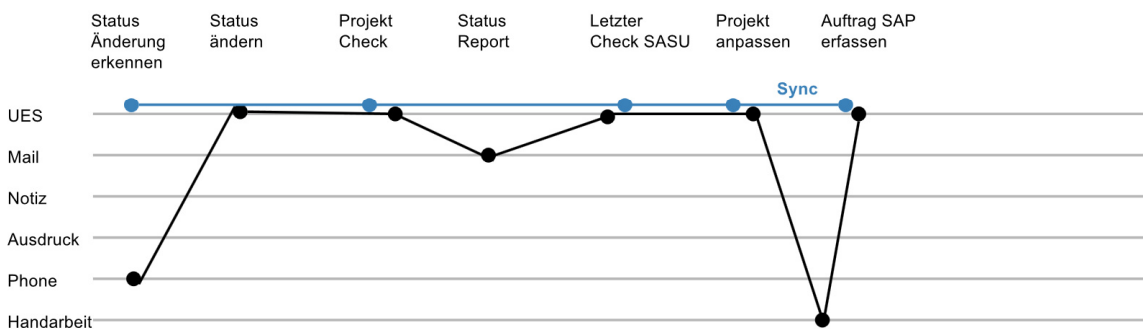 Status
Änderung
erkennen
Status
ändern
Projekt
Check
Status
Report
Letzter
Check SASU
Projekt
anpassen
Auftrag SAP
erfassen
Sync
UES
Mail
Notiz
Ausdruck
Phone
Handarbeit